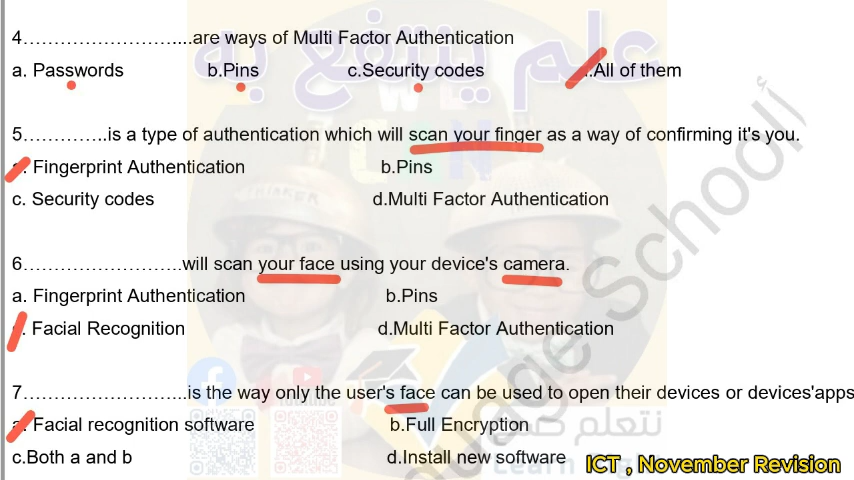 علم ينتفع به
4……………………....are ways of Multi Factor Authentication
a. Passwords b.Pins c.Security codes ..All of them
5…………..is a type of authentication which will scan your finger as a way of confirming it's you.
. Fingerprint Authentication b.Pins
c. Security codes d.Multi Factor Authentication
6…………………….will scan your face using your device's camera.
a. Fingerprint Authentication b.Pins
. Facial Recognition d.Multi Factor Authentication
7……………………..is the way only the user's face can be used to open their devices or devices'apps
a. Facial recognition software b.Full Encryption
c.Both a and b d.Install new software
ICT , November Revision